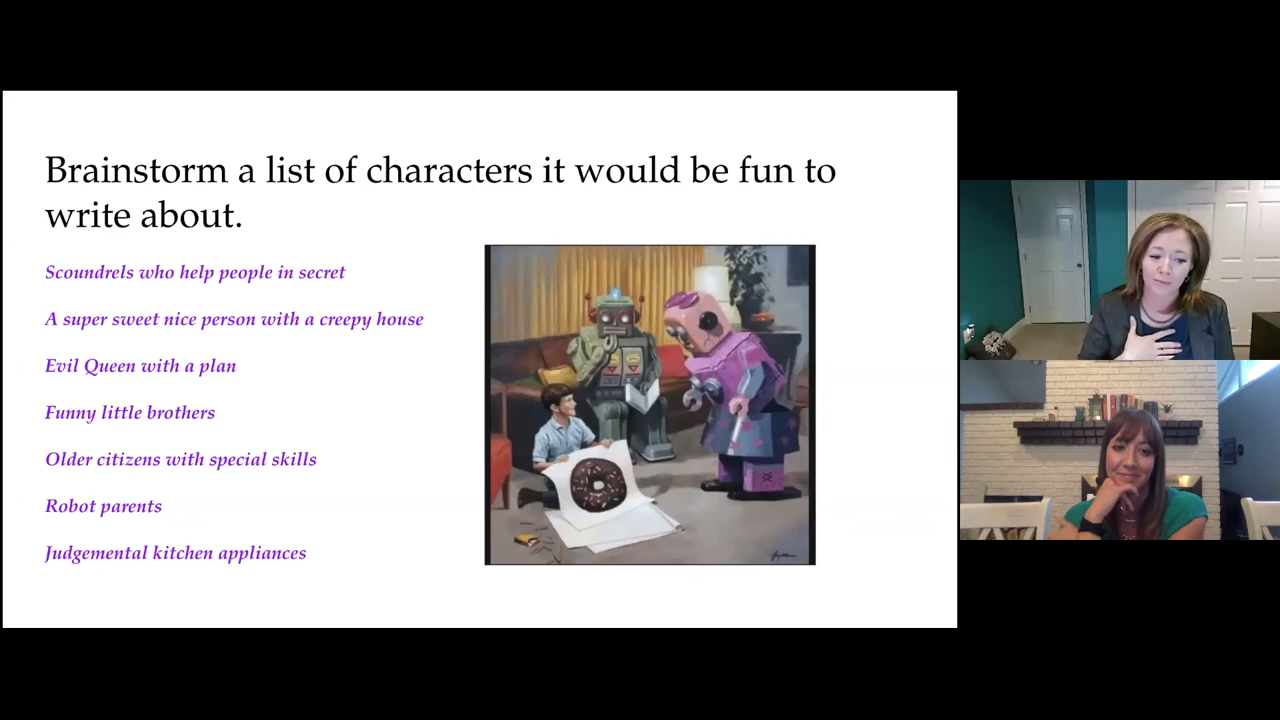 Brainstorm a list of characters it would be fun to
write about.
Scoundrels who help people in secret
A super sweet nice person with a creepy house
Evil Queen with a plan
Funny little brothers
Older citizens with special skills
Robot parents
Judgemental kitchen appliances